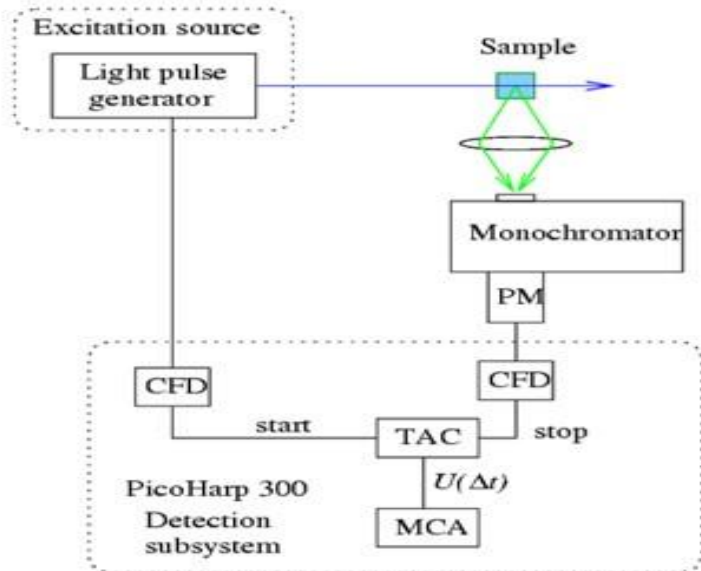 Excitation source
Light pulse
generator
Sample
Monochromator
PM
CFD
CFD
start
TAC
stop
U(Δt)
PicoHarp 300
Detection
subsystem
MCA